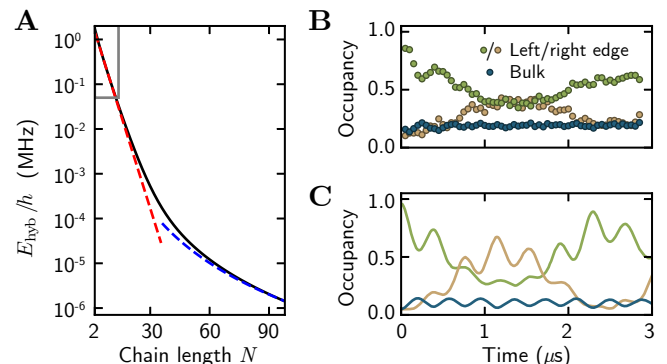 A
10⁰
10⁻¹
10⁻²
10⁻³
10⁻⁴
10⁻⁵
10⁻⁶
E_hyb/h (MHz)
2 30 60 90
Chain length N
B
1.0
0.5
0.0
Occupancy
/ Left/right edge
Bulk
C
1.0
0.5
0.0
Occupancy
0 1 2 3
Time (μs)